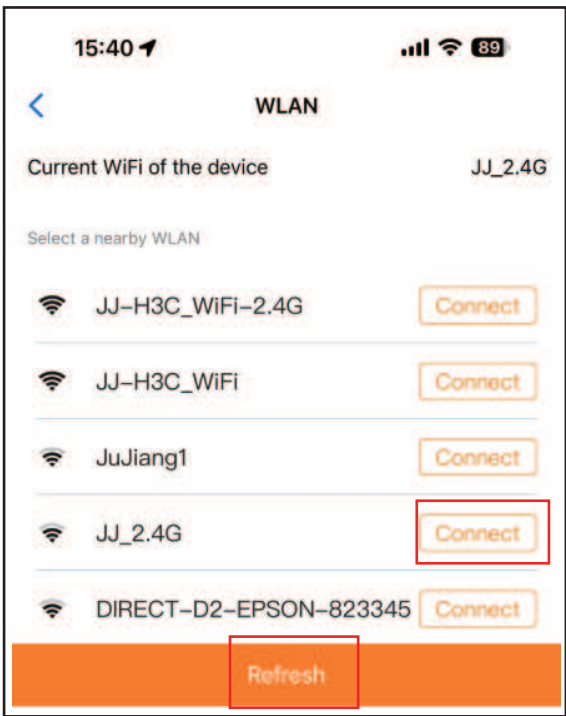 15:40 89
WLAN
Current WiFi of the device JJ_2.4G
Select a nearby WLAN
JJ-H3C_WiFi-2.4G Connect
JJ-H3C_WiFi Connect
JuJiang1 Connect
JJ_2.4G Connect
DIRECT-D2-EPSON-823345 Connect
Refresh